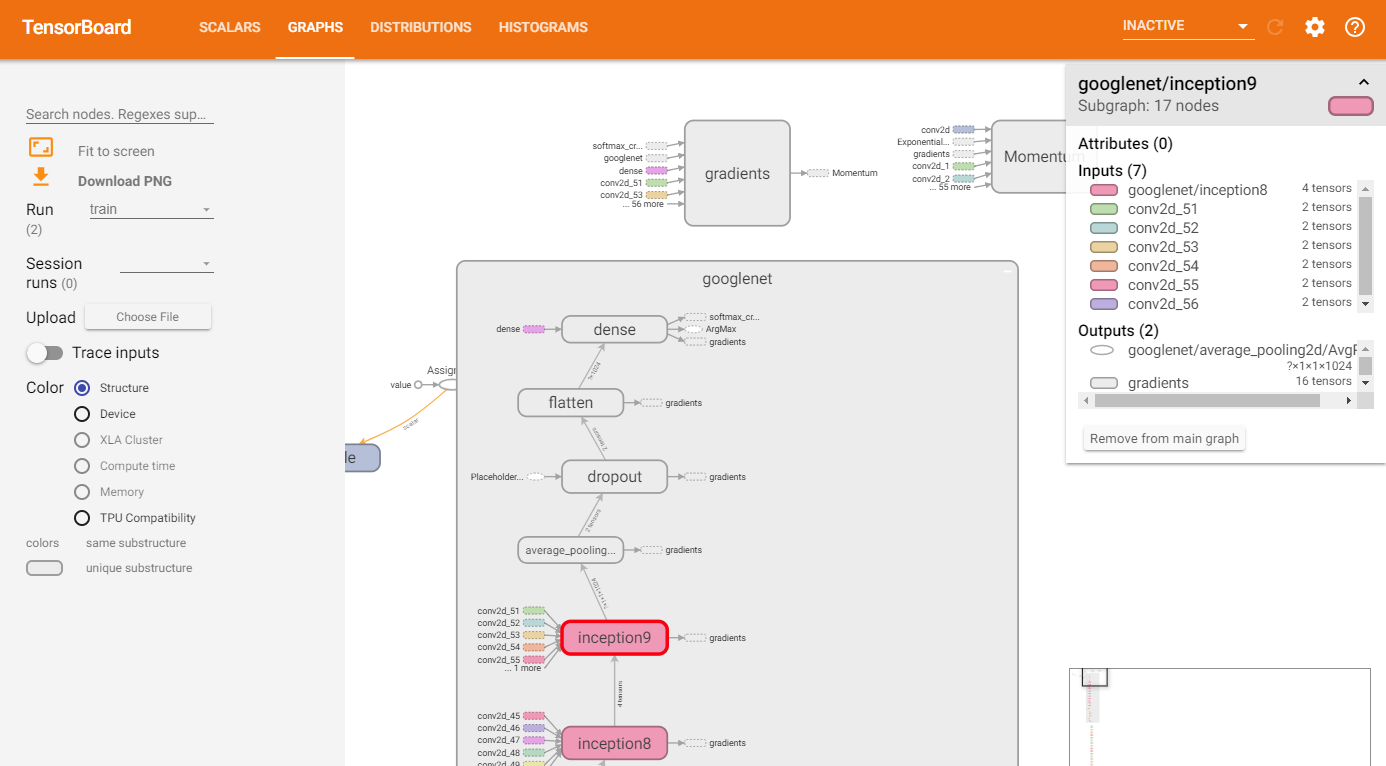 TensorBoard SCALARS GRAPHS DISTRIBUTIONS HISTOGRAMS INACTIVE
Search nodes. Regexes sup...
Fit to screen
Download PNG
Run train
(2)
Session
runs (0)
Upload Choose File
Trace inputs
Color Structure
Device
XLA Cluster
Compute time
Memory
TPU Compatibility
colors same substructure
unique substructure
softmax_cr...
googlenet
dense
conv2d_51
conv2d_53
... 56 more
gradients
Momentum
conv2d
Exponential...
gradients
conv2d_1
conv2d_2
... 55 more
Momentum
googlenet
dense
dense
softmax_cr...
ArgMax
gradients
?×1024
Assign
value
scalar
le
flatten
gradients
2 tensors
Placeholder...
dropout
gradients
2 tensors
average_pooling...
gradients
?×1×1×1024
conv2d_51
conv2d_52
conv2d_53
conv2d_54
conv2d_55
... 1 more
inception9
gradients
4 tensors
conv2d_45
conv2d_46
conv2d_47
conv2d_48
conv2d_49
inception8
gradients
googlenet/inception9
Subgraph: 17 nodes
Attributes (0)
Inputs (7)
googlenet/inception8 4 tensors
conv2d_51 2 tensors
conv2d_52 2 tensors
conv2d_53 2 tensors
conv2d_54 2 tensors
conv2d_55 2 tensors
conv2d_56 2 tensors
Outputs (2)
googlenet/average_pooling2d/AvgP
?×1×1×1024
gradients 16 tensors
Remove from main graph